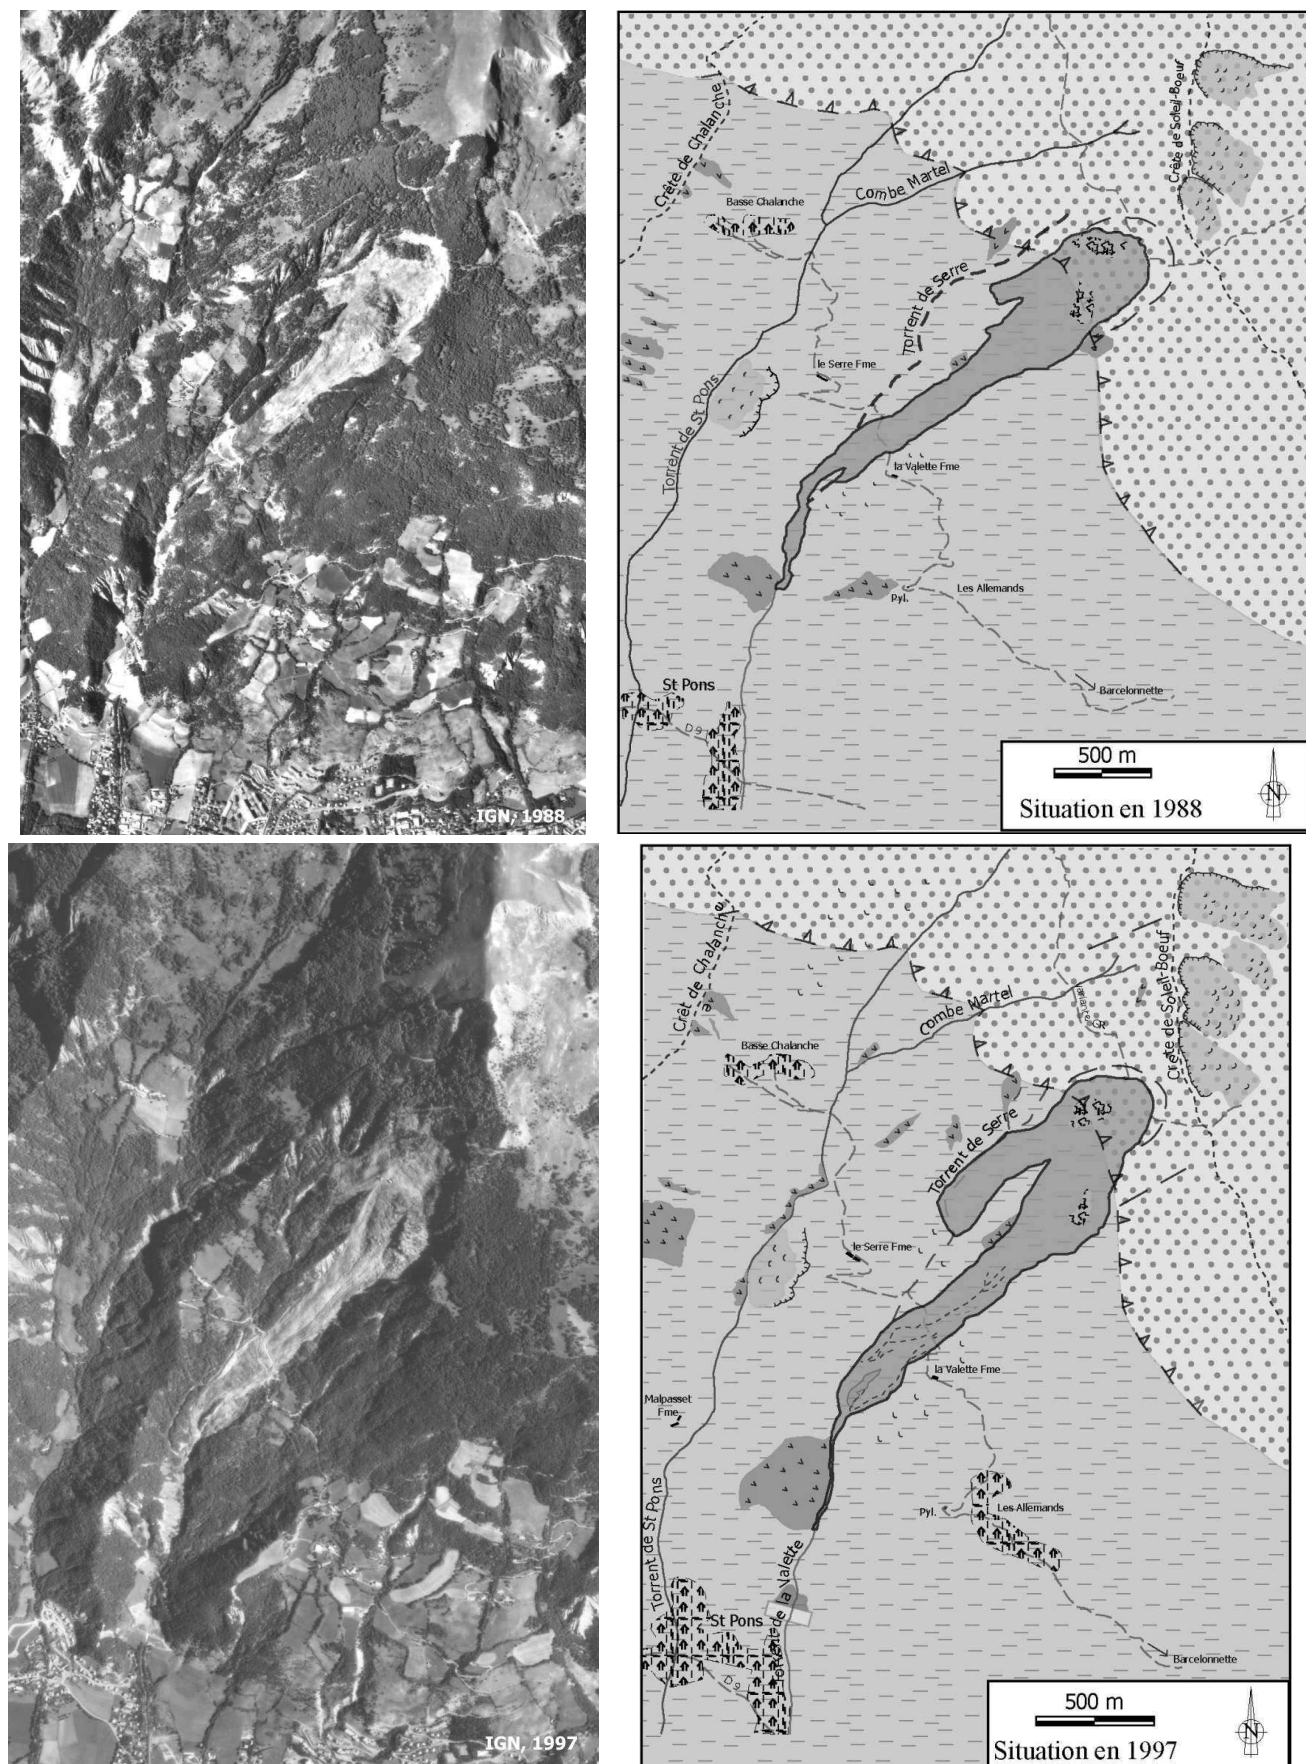 IGN, 1988
Crête de Chalanche
Crête de Soleil-Boeuf
Combe Martel
Basse Chalanche
Torrent de Serre
le Serre Fme
Torrent de St Pons
la Valette Fme
Les Allemands
Pyl.
St Pons
Barcelonnette
D 9
500 m
N
Situation en 1988
IGN, 1997
Crêt de Chalanche
e
Crête de Soleil-Boeuf
Combe Martel
variante GR
Basse Chalanche
Torrent de Serre
le Serre Fme
la Valette Fme
Malpasset
Fme
Torrent de St Pons
Pyl.
Les Allemands
Torrent de la Valette
St Pons
D 9
Barcelonnette
500 m
N
Situation en 1997